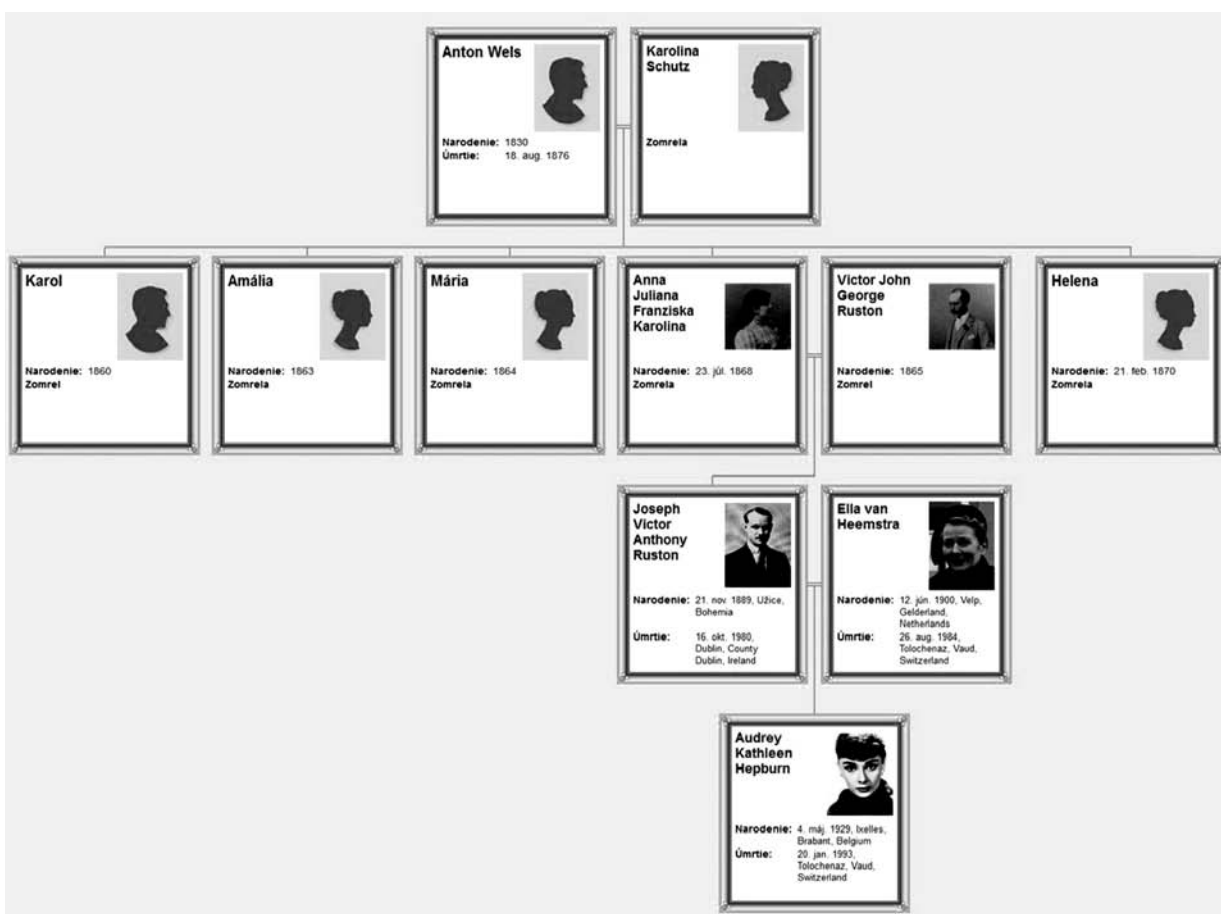 Anton Wels
Narodenie: 1830
Úmrtie: 18. aug. 1876
Karolina
Schutz
Zomrela
Karol
Narodenie: 1860
Zomrel
Amália
Narodenie: 1863
Zomrela
Mária
Narodenie: 1864
Zomrela
Anna
Juliana
Franziska
Karolina
Narodenie: 23. júl. 1868
Zomrela
Victor John
George
Ruston
Narodenie: 1865
Zomrel
Helena
Narodenie: 21. feb. 1870
Zomrela
Joseph
Victor
Anthony
Ruston
Narodenie: 21. nov. 1889, Užice,
Bohemia
Úmrtie: 16. okt. 1980,
Dublin, County
Dublin, Ireland
Ella van
Heemstra
Narodenie: 12. jún. 1900, Velp,
Gelderland,
Netherlands
Úmrtie: 26. aug. 1984,
Tolochenaz, Vaud,
Switzerland
Audrey
Kathleen
Hepburn
Narodenie: 4. máj. 1929, Ixelles,
Brabant, Belgium
Úmrtie: 20. jan. 1993,
Tolochenaz, Vaud,
Switzerland